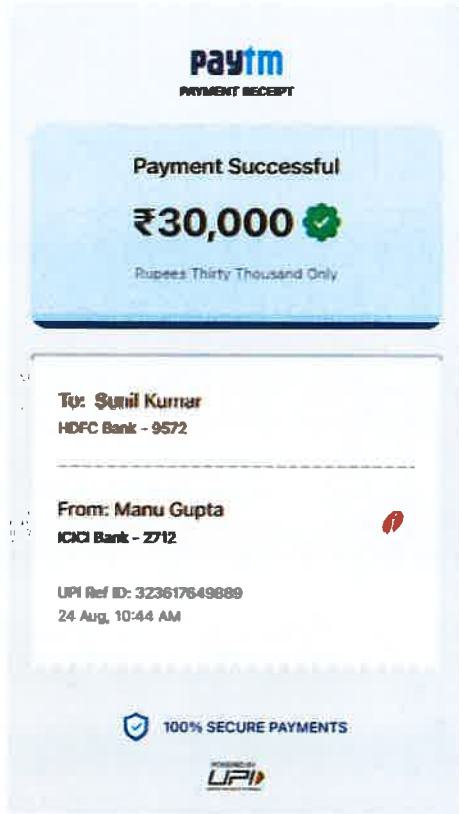 paytm
PAYMENT RECEIPT
Payment Successful
₹30,000
Rupees Thirty Thousand Only
To: Sunil Kumar
HDFC Bank - 9572
From: Manu Gupta
ICICI Bank - 2712
UPI Ref ID: 323617649889
24 Aug, 10:44 AM
100% SECURE PAYMENTS
POWERED BY
UPI